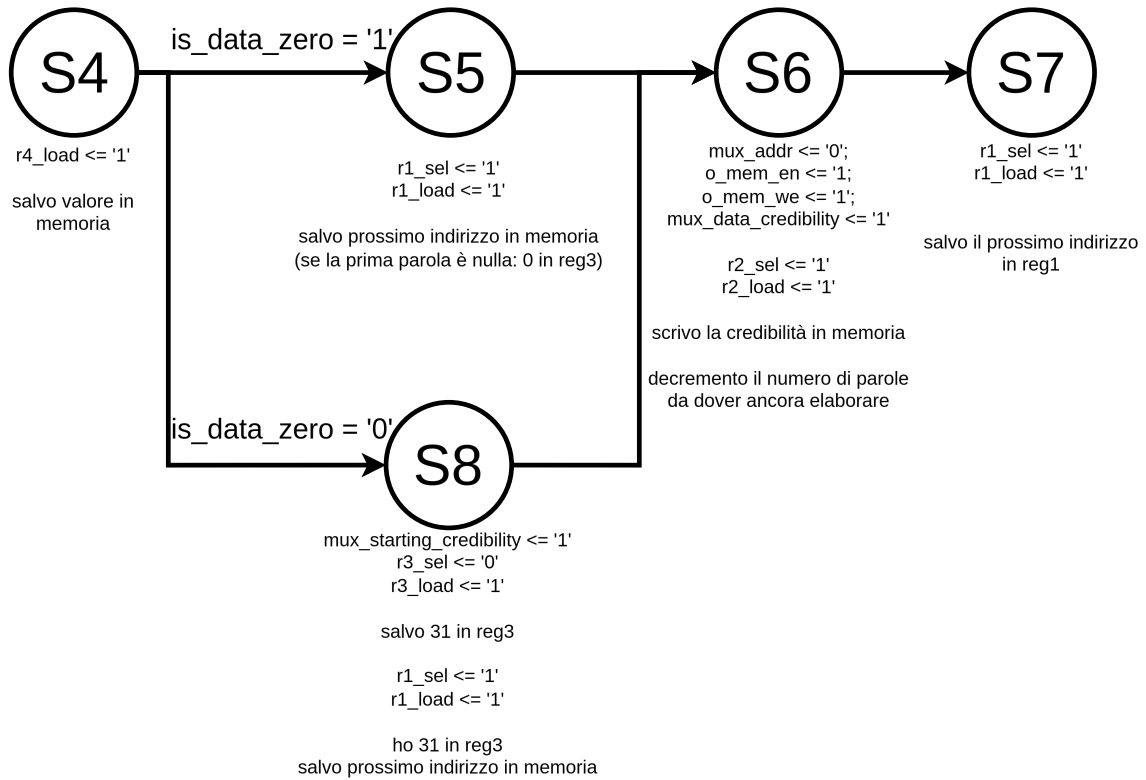 S4
r4_load <= '1'
salvo valore in
memoria
is_data_zero = '1'
S5
r1_sel <= '1'
r1_load <= '1'
salvo prossimo indirizzo in memoria
(se la prima parola è nulla: 0 in reg3)
S6
mux_addr <= '0';
o_mem_en <= '1;
o_mem_we <= '1';
mux_data_credibility <= '1'
r2_sel <= '1'
r2_load <= '1'
scrivo la credibilità in memoria
decremento il numero di parole
da dover ancora elaborare
S7
r1_sel <= '1'
r1_load <= '1'
salvo il prossimo indirizzo
in reg1
is_data_zero = '0'
S8
mux_starting_credibility <= '1'
r3_sel <= '0'
r3_load <= '1'
salvo 31 in reg3
r1_sel <= '1'
r1_load <= '1'
ho 31 in reg3
salvo prossimo indirizzo in memoria